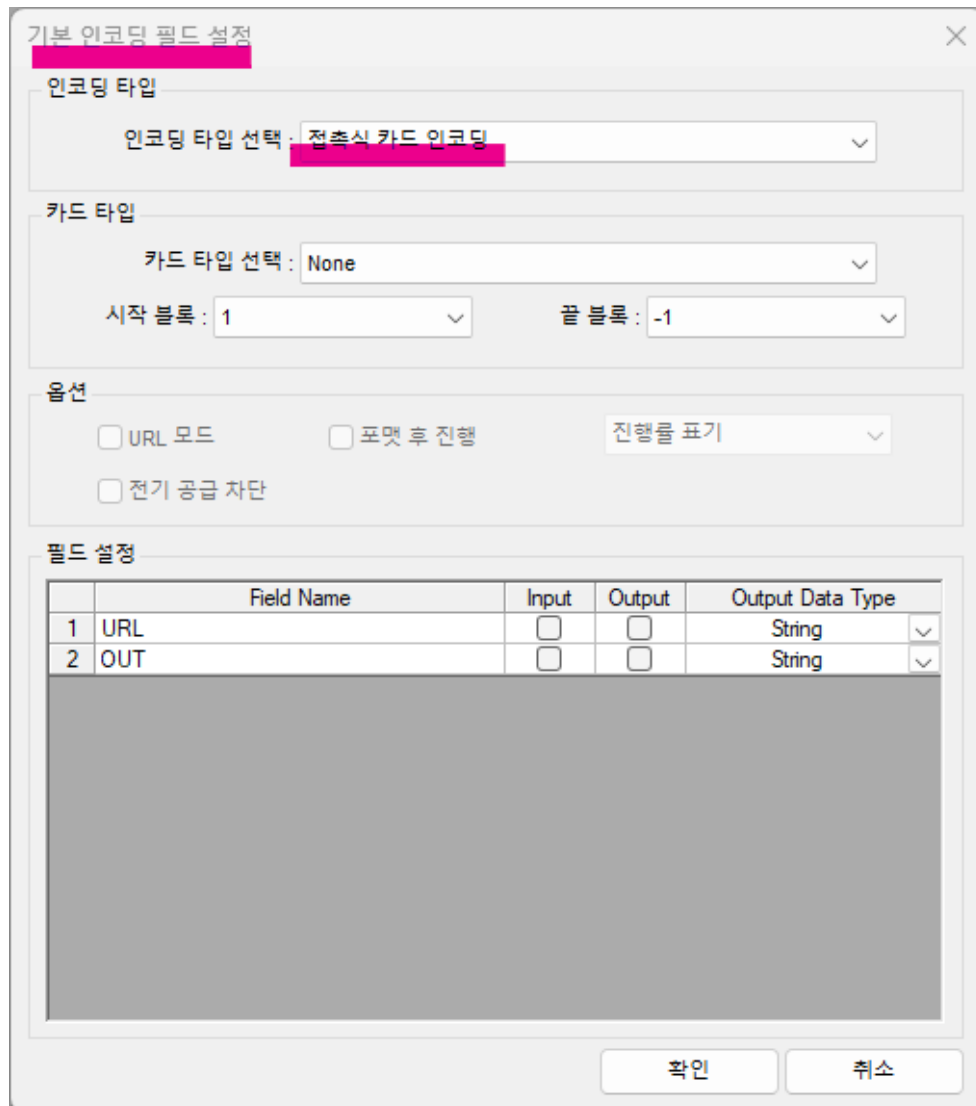 기본 인코딩 필드 설정
인코딩 타입
인코딩 타입 선택 : 접촉식 카드 인코딩
카드 타입
카드 타입 선택 : None
시작 블록 : 1 끝 블록 : -1
옵션
URL 모드 포맷 후 진행 진행률 표기
전기 공급 차단
필드 설정
Field Name Input Output Output Data Type
1 URL String
2 OUT String
확인 취소